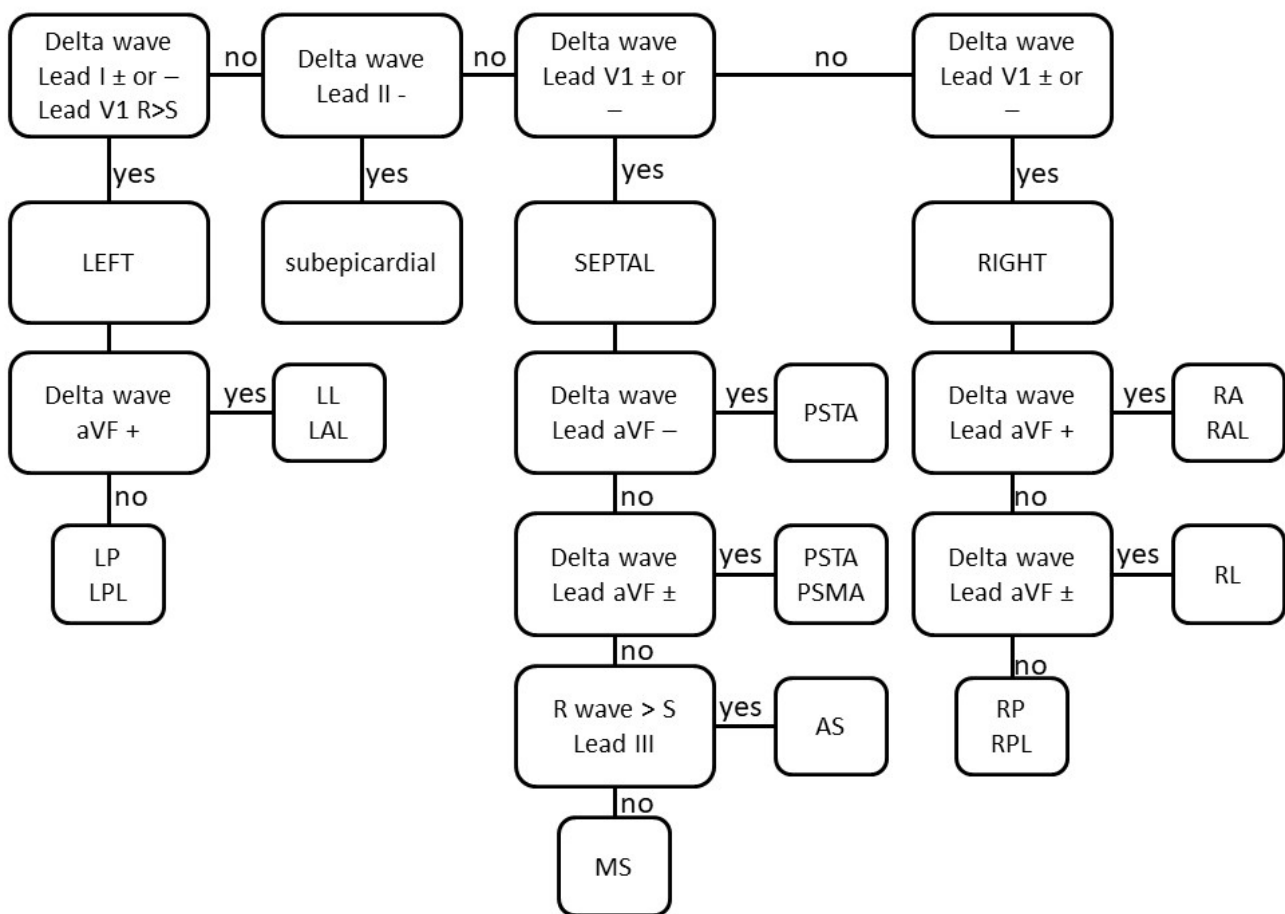 Delta wave
Lead I ± or –
Lead V1 R>S
no
Delta wave
Lead II -
no
Delta wave
Lead V1 ± or
–
no
Delta wave
Lead V1 ± or
–
yes
yes
yes
yes
LEFT
subepicardial
SEPTAL
RIGHT
Delta wave
aVF +
yes
LL
LAL
Delta wave
Lead aVF –
yes
PSTA
Delta wave
Lead aVF +
yes
RA
RAL
no
no
no
LP
LPL
Delta wave
Lead aVF ±
yes
PSTA
PSMA
Delta wave
Lead aVF ±
yes
RL
no
no
R wave > S
Lead III
yes
AS
RP
RPL
no
MS